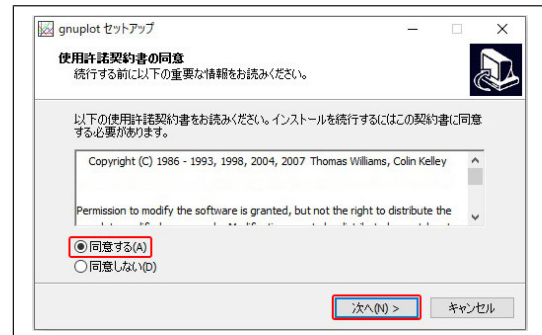 gnuplot セットアップ
使用許諾契約書の同意
続行する前に以下の重要な情報をお読みください。
以下の使用許諾契約書をお読みください。インストールを続行するにはこの契約書に同意
する必要があります。
Copyright (C) 1986 - 1993, 1998, 2004, 2007 Thomas Williams, Colin Kelley
Permission to modify the software is granted, but not the right to distribute the
同意する(A)
同意しない(D)
次へ(N) >
キャンセル